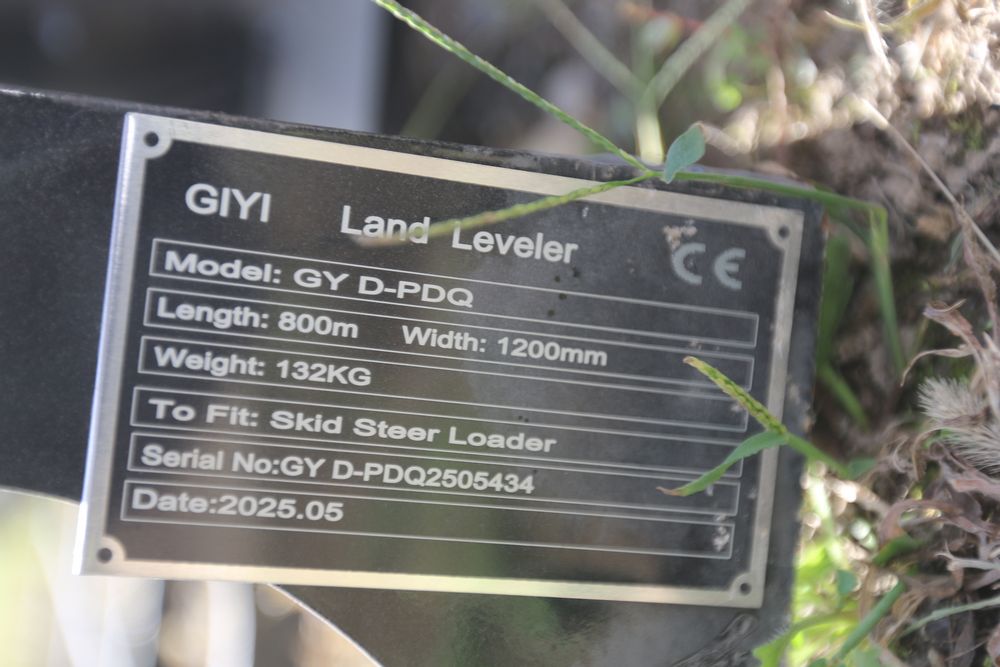 GIYI Land Leveler
CE
Model: GY D-PDQ
Length: 800m Width: 1200mm
Weight: 132KG
To Fit: Skid Steer Loader
Serial No:GY D-PDQ2505434
Date:2025.05